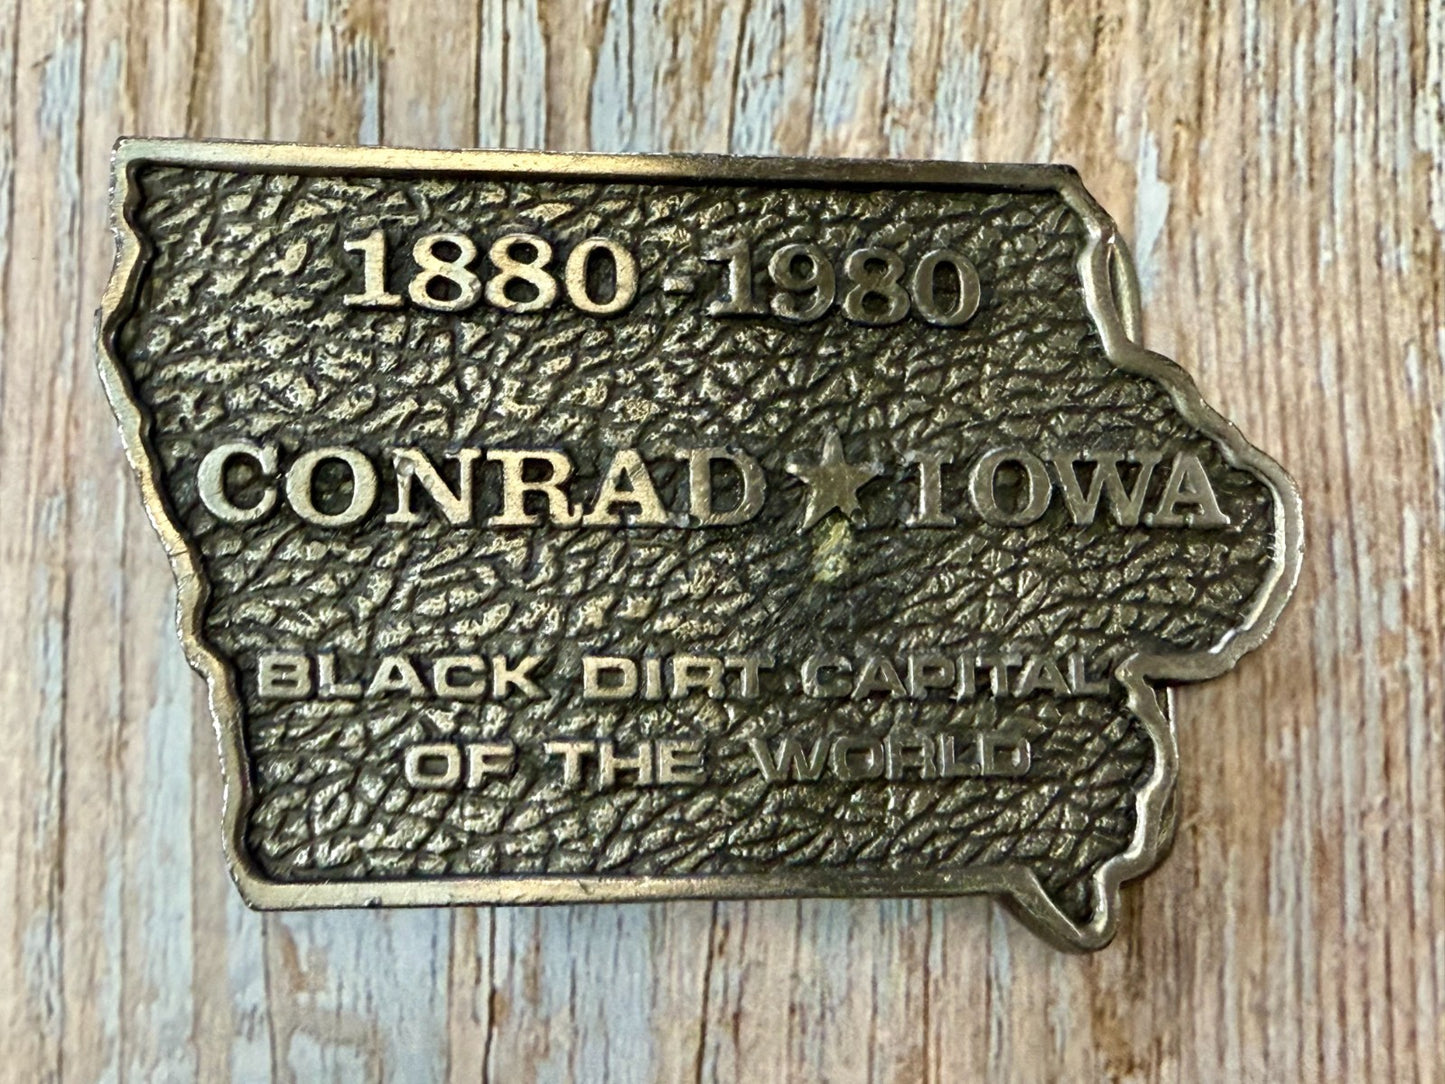 1880-1980
CONRAD★IOWA
BLACK DIRT CAPITAL
OF THE WORLD